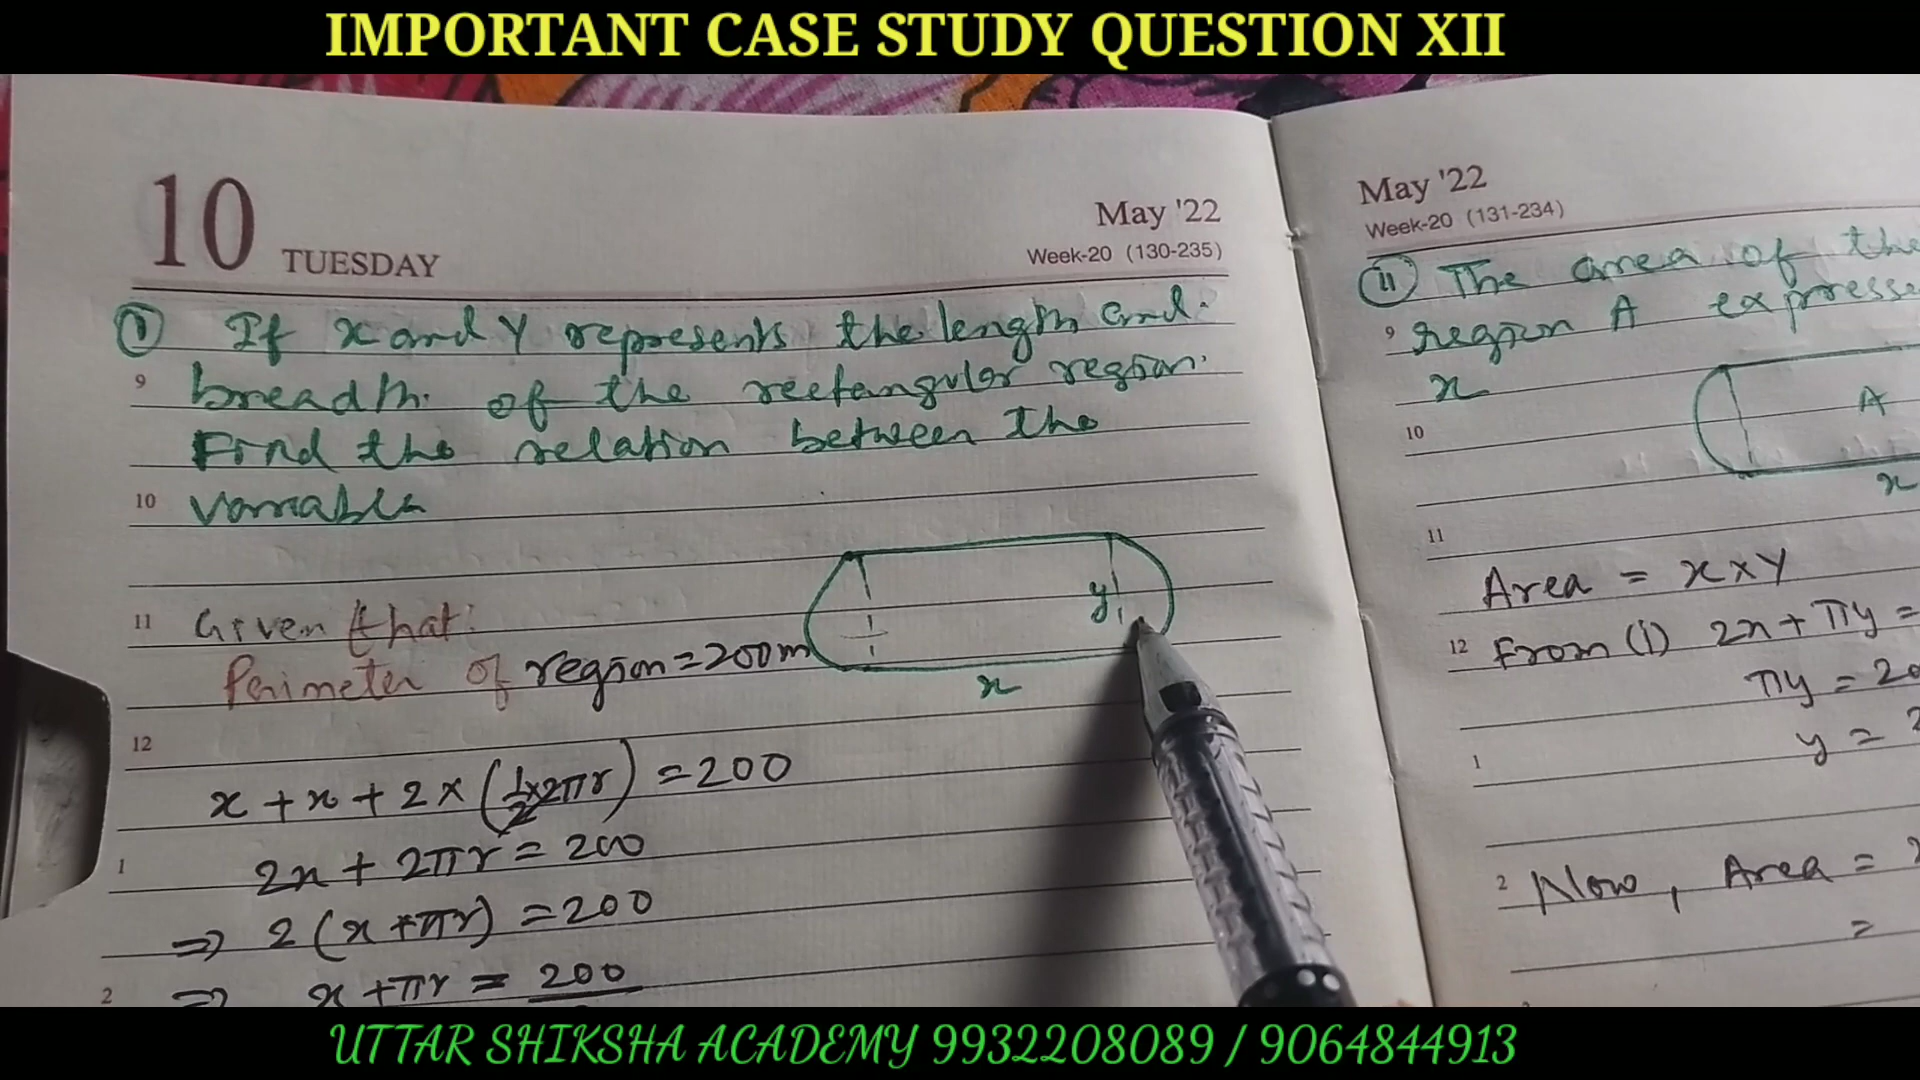 IMPORTANT CASE STUDY QUESTION XII
10 TUESDAY
May '22
Week-20 (130-235)
(I) If x and y represents the length and
9 breadth of the rectangular region.
Find the relation between the
10 variable
11 Given that:
Perimeter of region = 200m
y
x
12
x + x + 2 × (1/2 × 2πr) = 200
1 2x + 2πr = 200
⇒ 2(x + πr) = 200
2 ⇒ x + πr = 200
May '22
Week-20 (131-234)
(II) The area of the
9 region A expresse
x
10
A
x
11
Area = x × y
12 From (1) 2x + πy =
πy = 20
1 y = 2
2 Now, Area =
=
UTTAR SHIKSHA ACADEMY 9932208089 / 9064844913